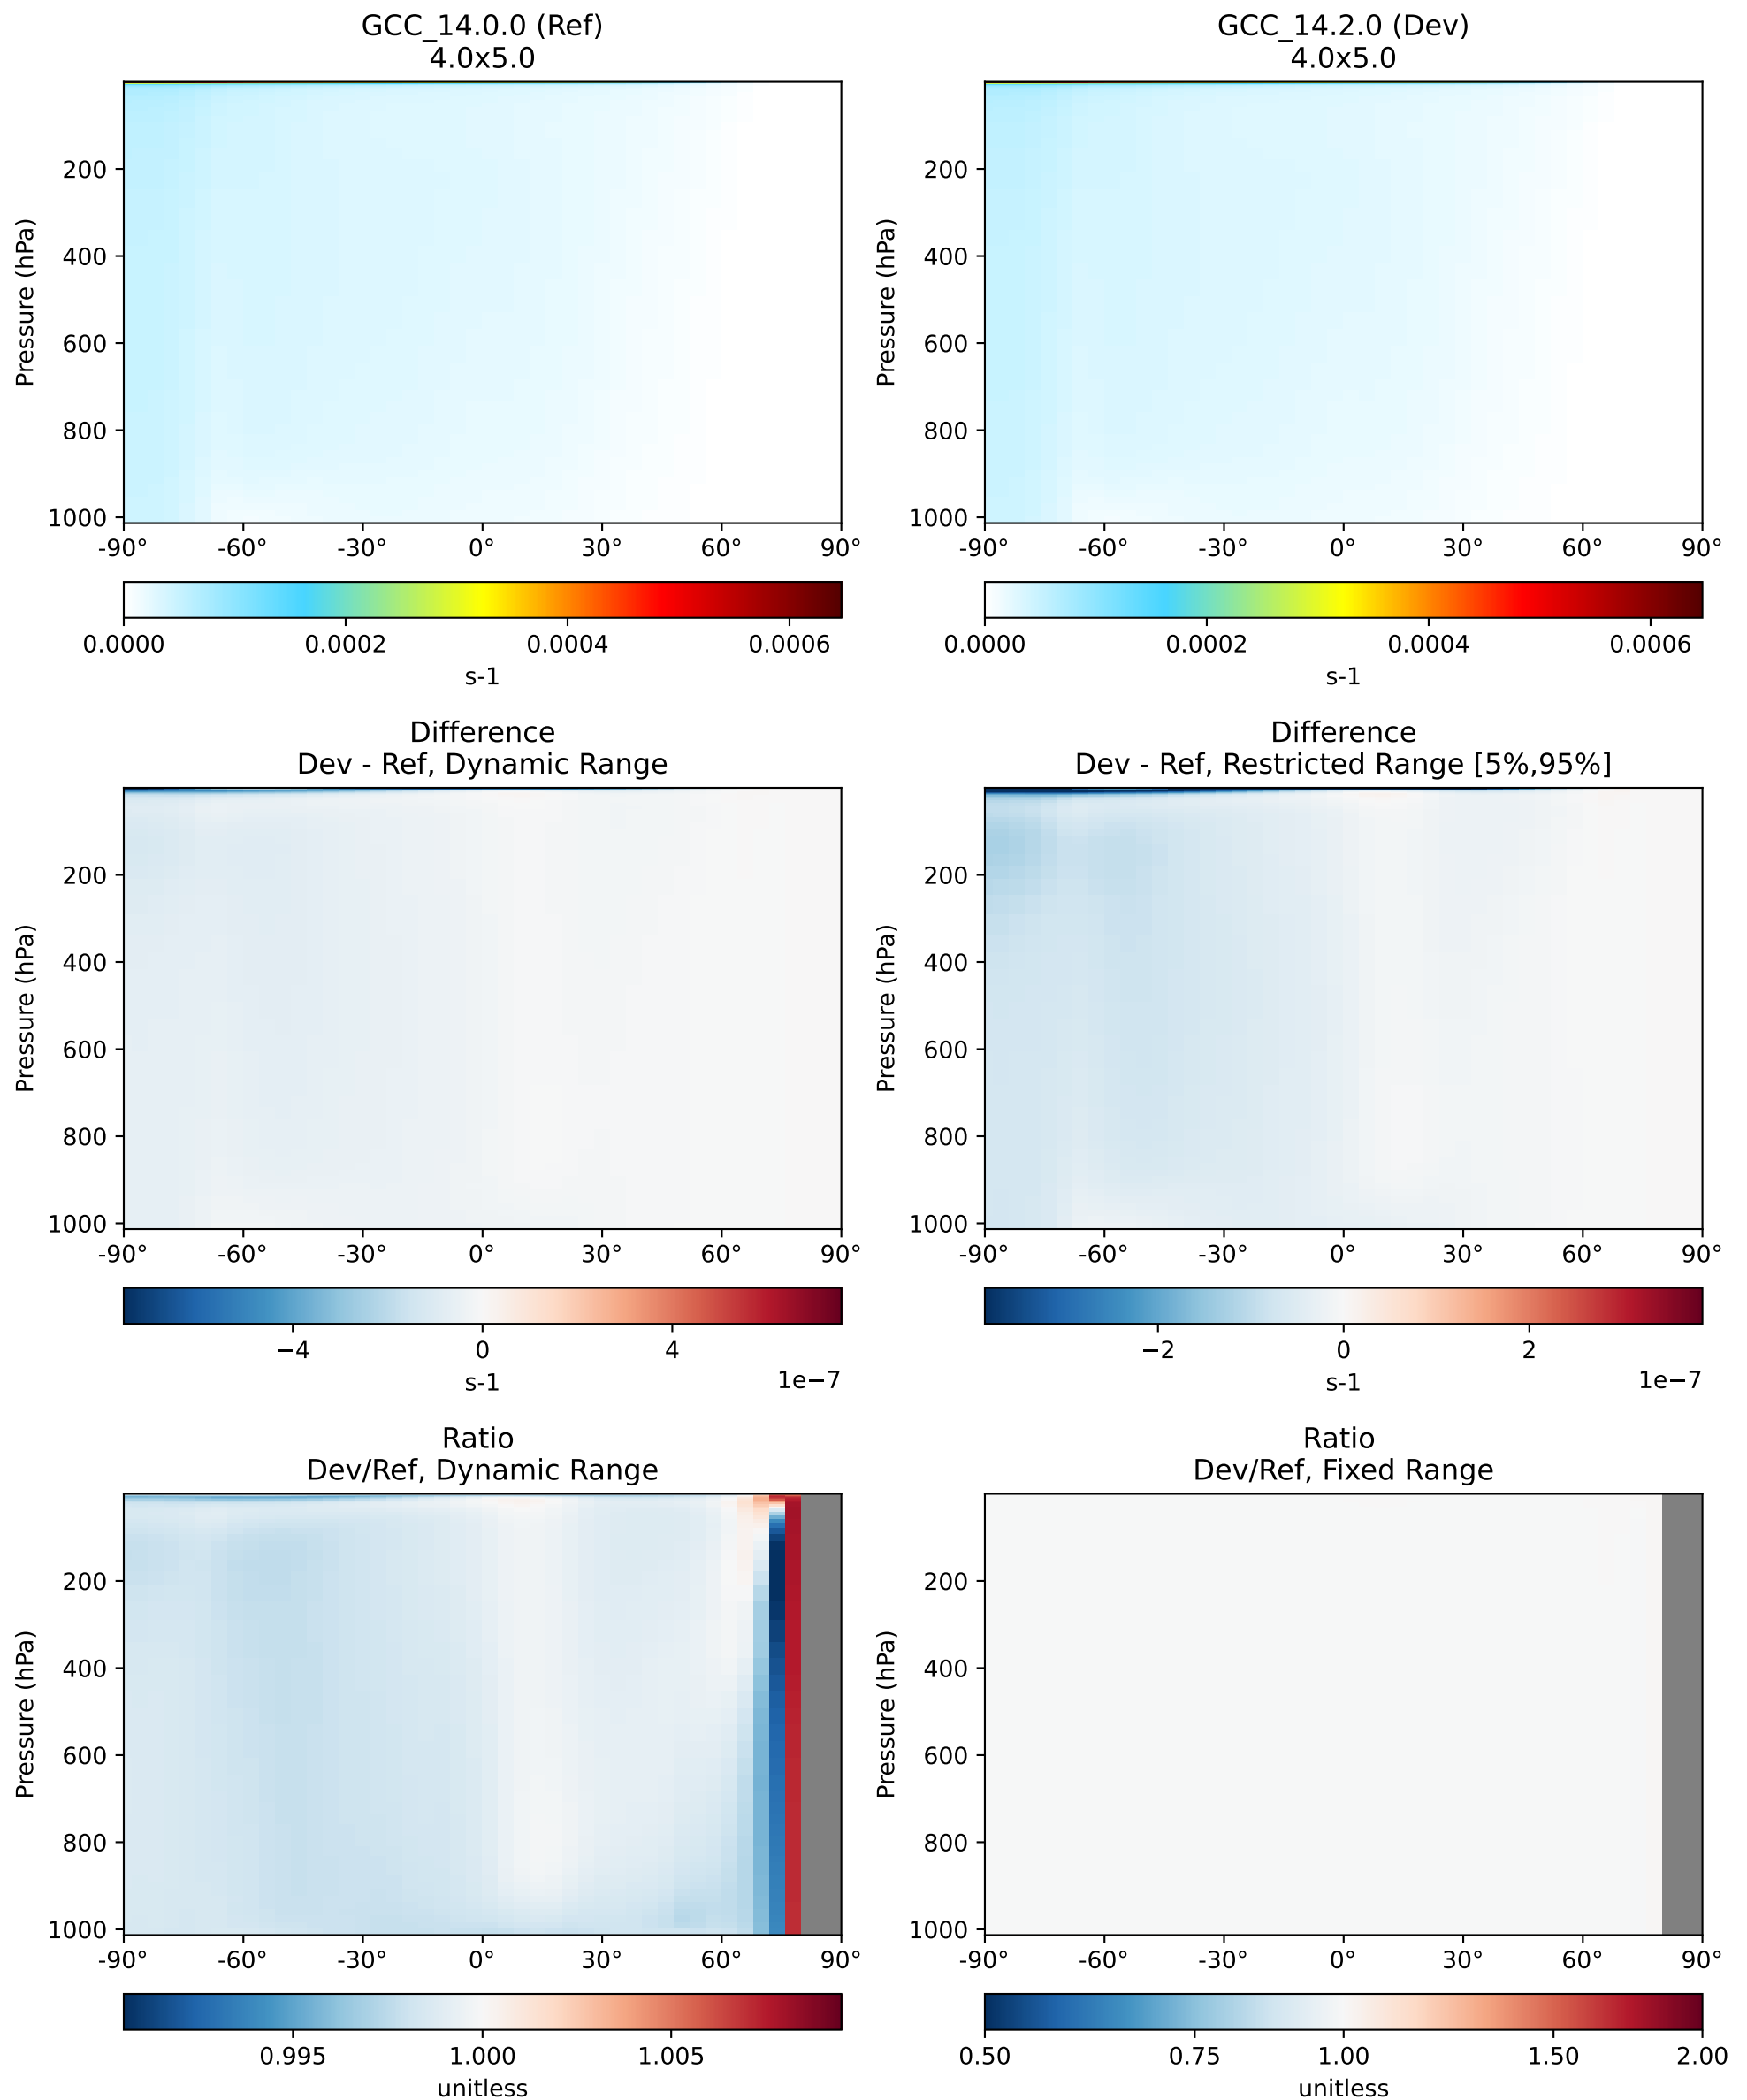 GCC_14.0.0 (Ref)
4.0x5.0
Pressure (hPa)
200
400
600
800
1000
-90° -60° -30° 0° 30° 60° 90°
0.0000 0.0002 0.0004 0.0006
s-1
GCC_14.2.0 (Dev)
4.0x5.0
Pressure (hPa)
200
400
600
800
1000
-90° -60° -30° 0° 30° 60° 90°
0.0000 0.0002 0.0004 0.0006
s-1
Difference
Dev - Ref, Dynamic Range
Pressure (hPa)
200
400
600
800
1000
-90° -60° -30° 0° 30° 60° 90°
−4 0 4
s-1
1e−7
Difference
Dev - Ref, Restricted Range [5%,95%]
Pressure (hPa)
200
400
600
800
1000
-90° -60° -30° 0° 30° 60° 90°
−2 0 2
s-1
1e−7
Ratio
Dev/Ref, Dynamic Range
Pressure (hPa)
200
400
600
800
1000
-90° -60° -30° 0° 30° 60° 90°
0.995 1.000 1.005
unitless
Ratio
Dev/Ref, Fixed Range
Pressure (hPa)
200
400
600
800
1000
-90° -60° -30° 0° 30° 60° 90°
0.50 0.75 1.00 1.50 2.00
unitless